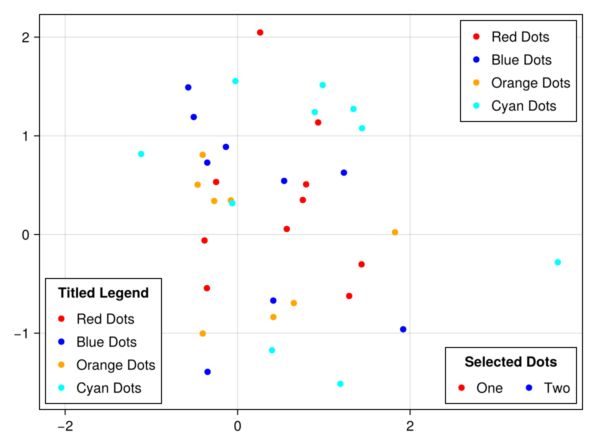 2
1
0
−1
−2
0
2
Red Dots
Blue Dots
Orange Dots
Cyan Dots
Titled Legend
Red Dots
Blue Dots
Orange Dots
Cyan Dots
Selected Dots
One Two